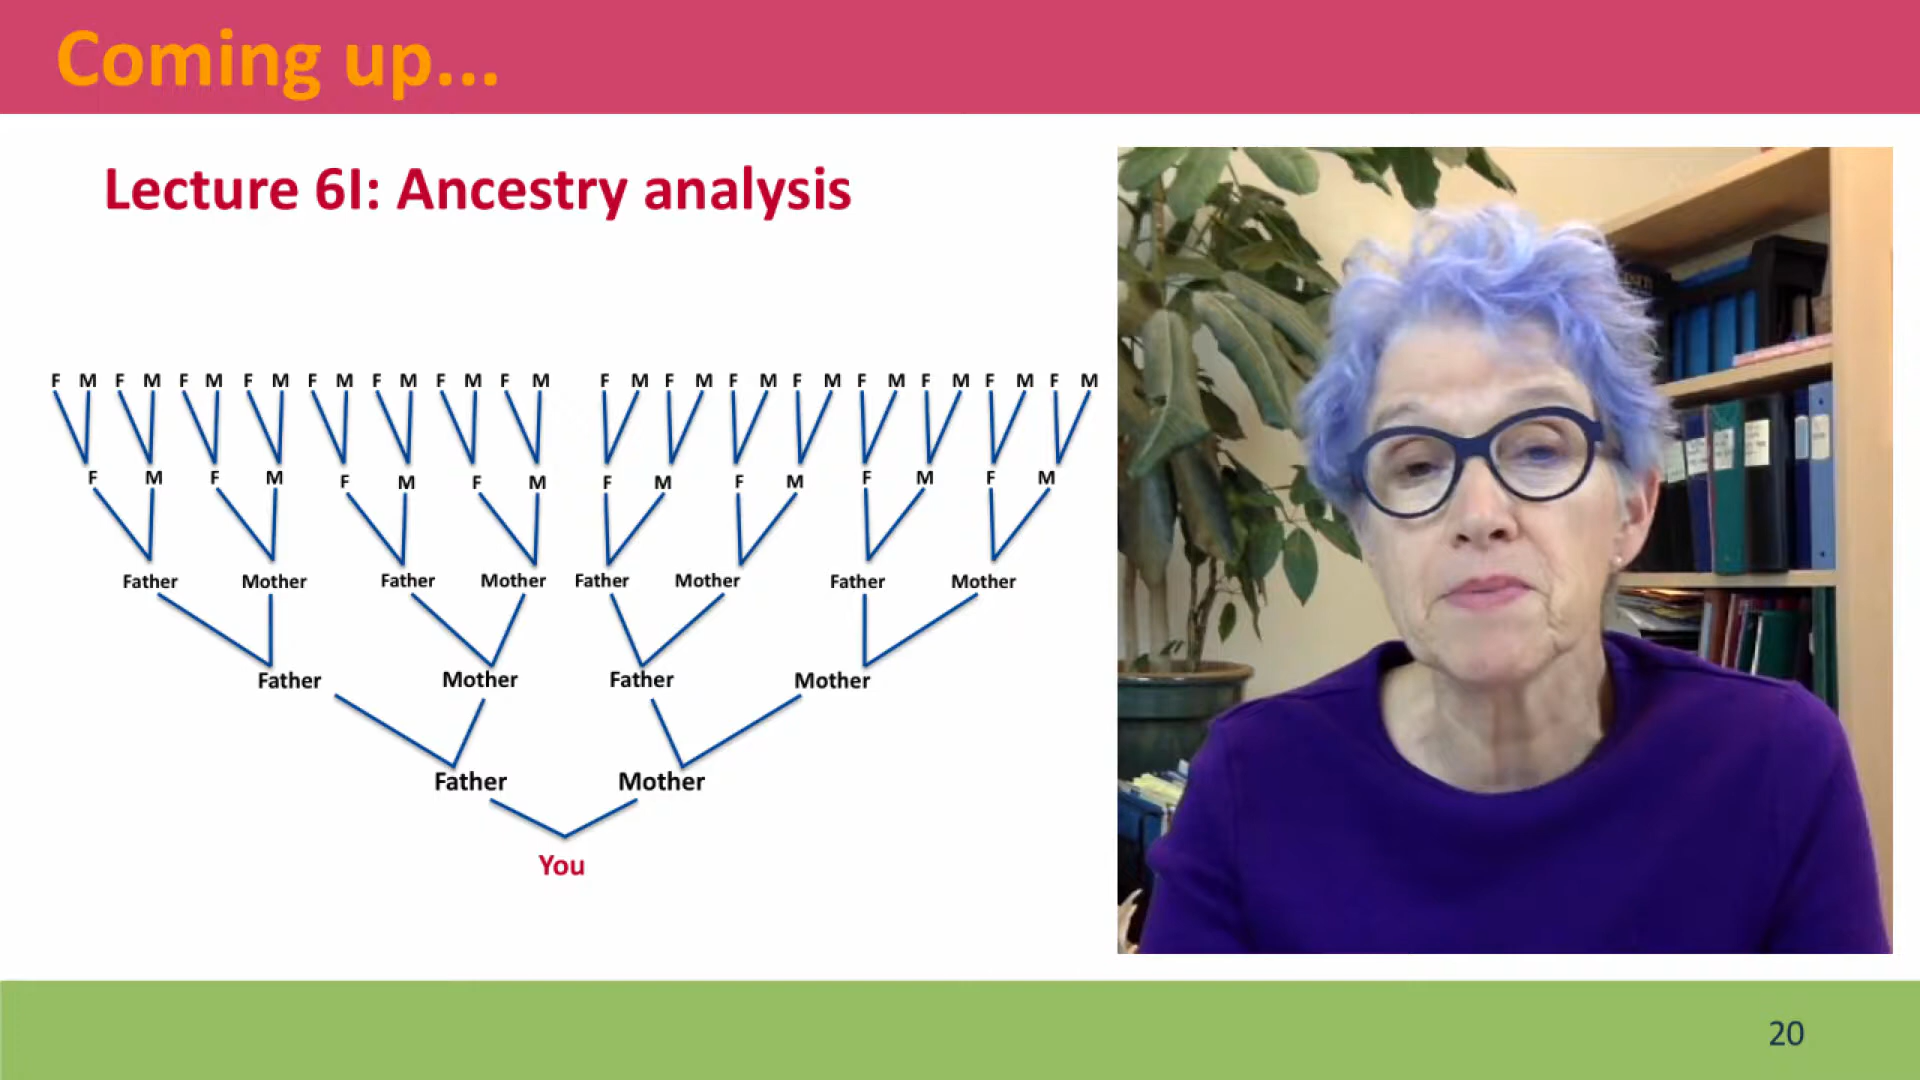 Coming up...
Lecture 6I: Ancestry analysis
F M F M F M F M F M F M F M F M F M F M F M F M F M F M F M F M
F M F M F M F M F M F M F M F M
Father Mother Father Mother Father Mother Father Mother
Father Mother Father Mother
Father Mother
You
20